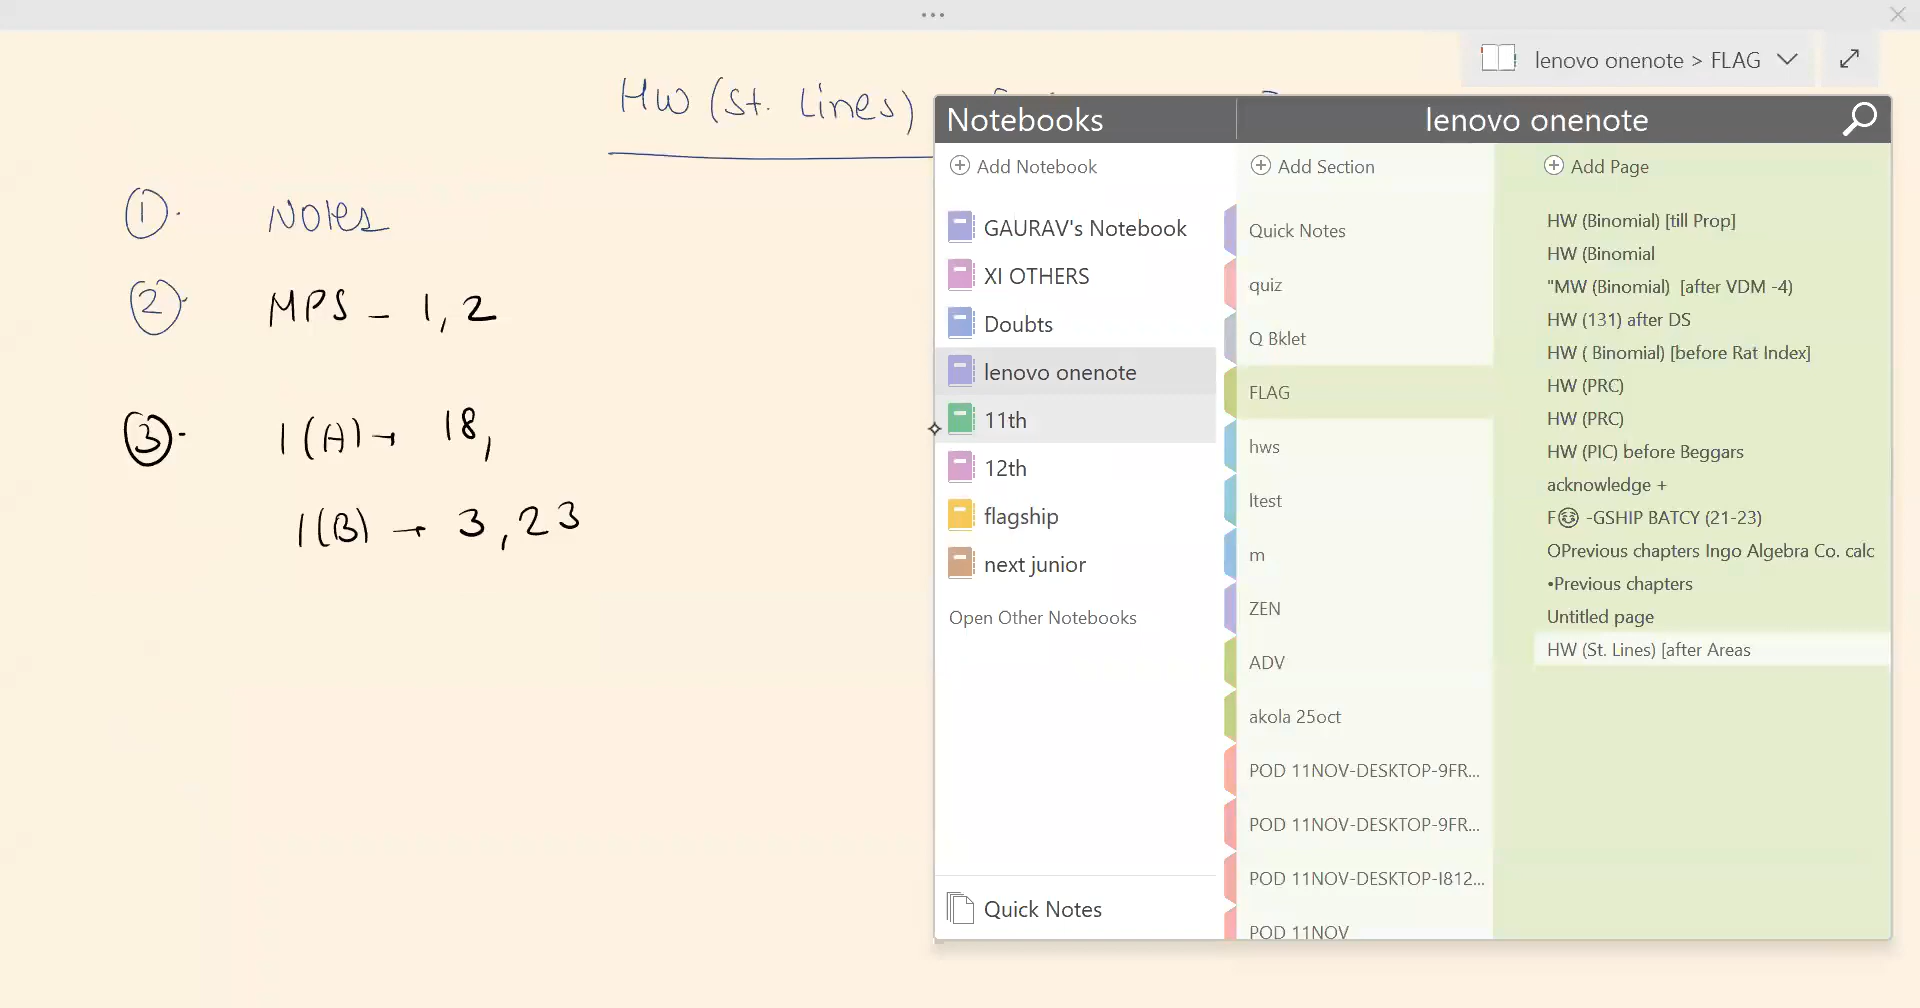 lenovo onenote > FLAG
HW (St. Lines)
① Notes
② MPS - 1, 2
③ 1(A) → 18,
1(B) → 3, 23
Notebooks
Add Notebook
GAURAV's Notebook
XI OTHERS
Doubts
lenovo onenote
11th
12th
flagship
next junior
Open Other Notebooks
Quick Notes
lenovo onenote
Add Section
Quick Notes
quiz
Q Bklet
FLAG
hws
ltest
m
ZEN
ADV
akola 25oct
POD 11NOV-DESKTOP-9FR...
POD 11NOV-DESKTOP-9FR...
POD 11NOV-DESKTOP-I812...
POD 11NOV
Add Page
HW (Binomial) [till Prop]
HW (Binomial
"MW (Binomial) [after VDM -4)
HW (131) after DS
HW ( Binomial) [before Rat Index]
HW (PRC)
HW (PRC)
HW (PIC) before Beggars
acknowledge +
F -GSHIP BATCY (21-23)
OPrevious chapters Ingo Algebra Co. calc
•Previous chapters
Untitled page
HW (St. Lines) [after Areas